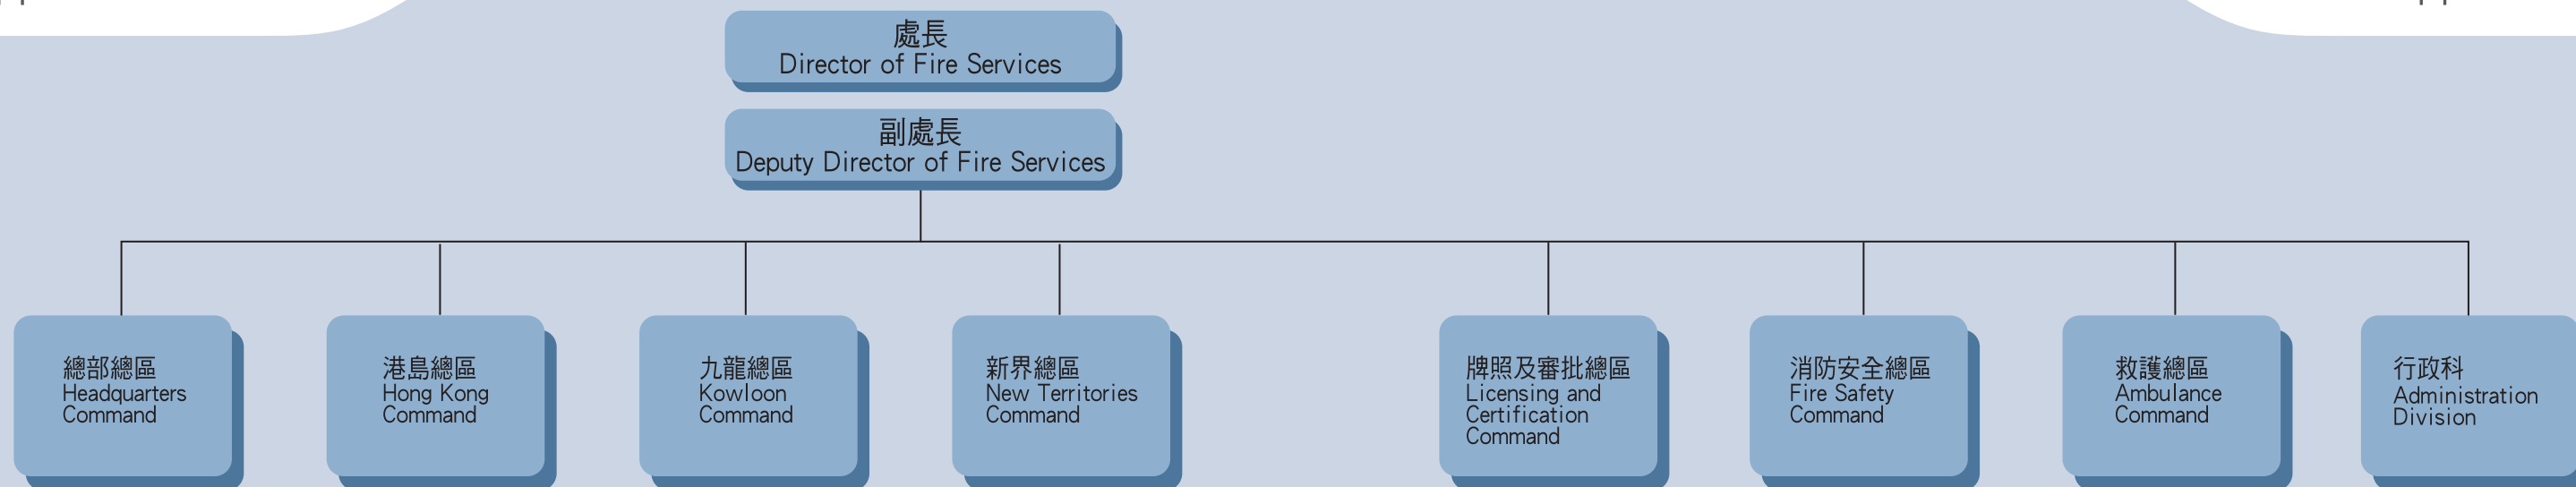 處長
Director of Fire Services
副處長
Deputy Director of Fire Services
總部總區
Headquarters
Command
港島總區
Hong Kong
Command
九龍總區
Kowloon
Command
新界總區
New Territories
Command
牌照及審批總區
Licensing and
Certification
Command
消防安全總區
Fire Safety
Command
救護總區
Ambulance
Command
行政科
Administration
Division